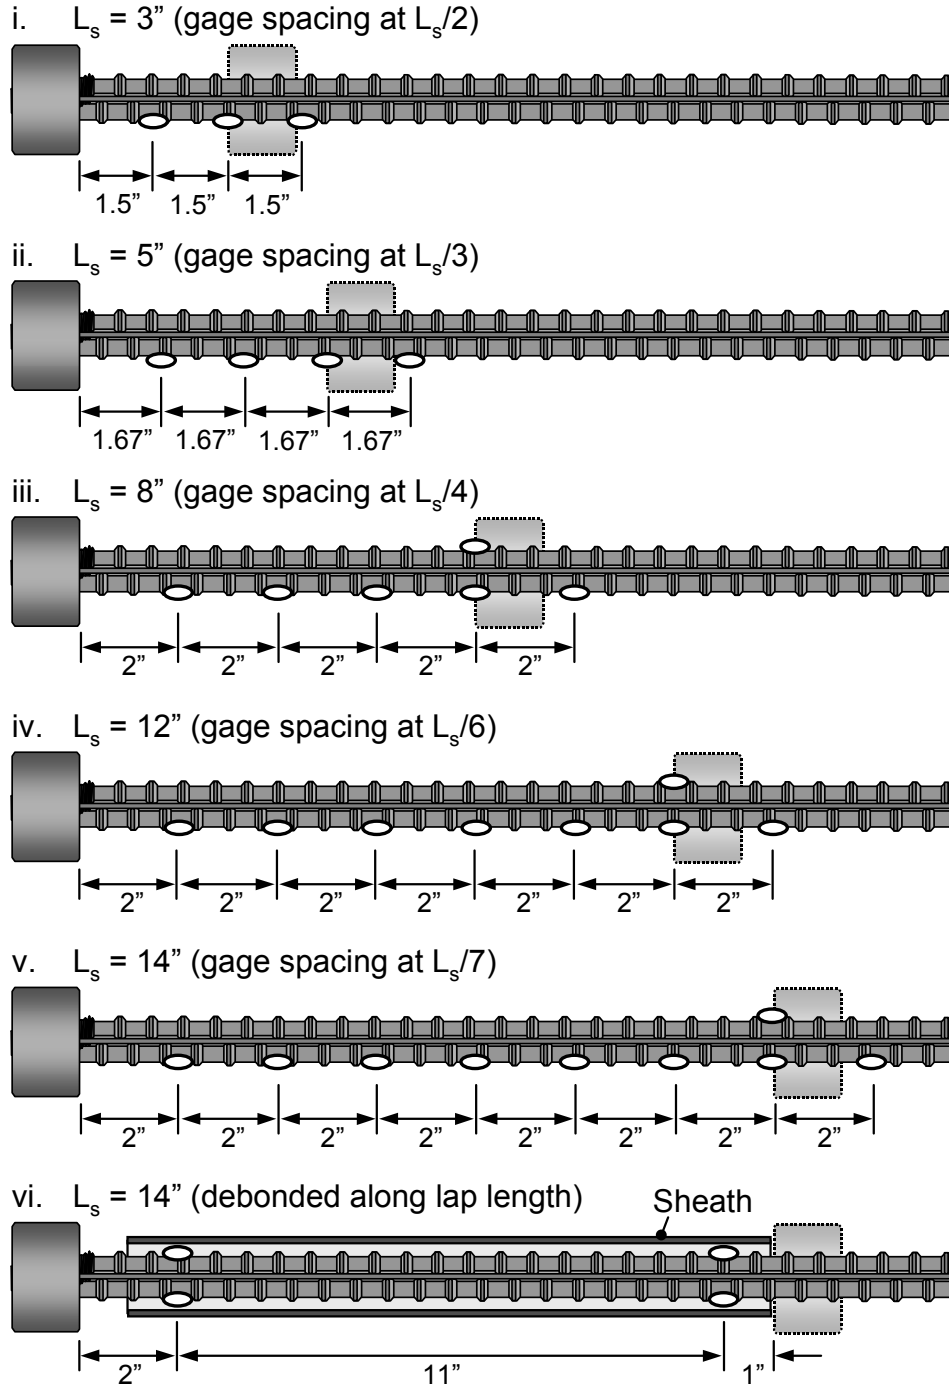 i. Ls = 3” (gage spacing at Ls/2)
1.5” 1.5” 1.5”
ii. Ls = 5” (gage spacing at Ls/3)
1.67” 1.67” 1.67” 1.67”
iii. Ls = 8” (gage spacing at Ls/4)
2” 2” 2” 2” 2”
iv. Ls = 12” (gage spacing at Ls/6)
2” 2” 2” 2” 2” 2” 2”
v. Ls = 14” (gage spacing at Ls/7)
2” 2” 2” 2” 2” 2” 2” 2”
vi. Ls = 14” (debonded along lap length)
Sheath
2” 11” 1”